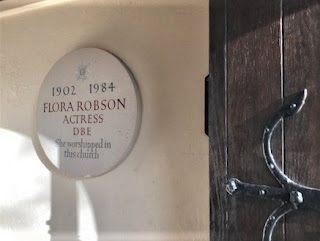 1902 1984
FLORA ROBSON
ACTRESS
DBE
She worshipped in
this church